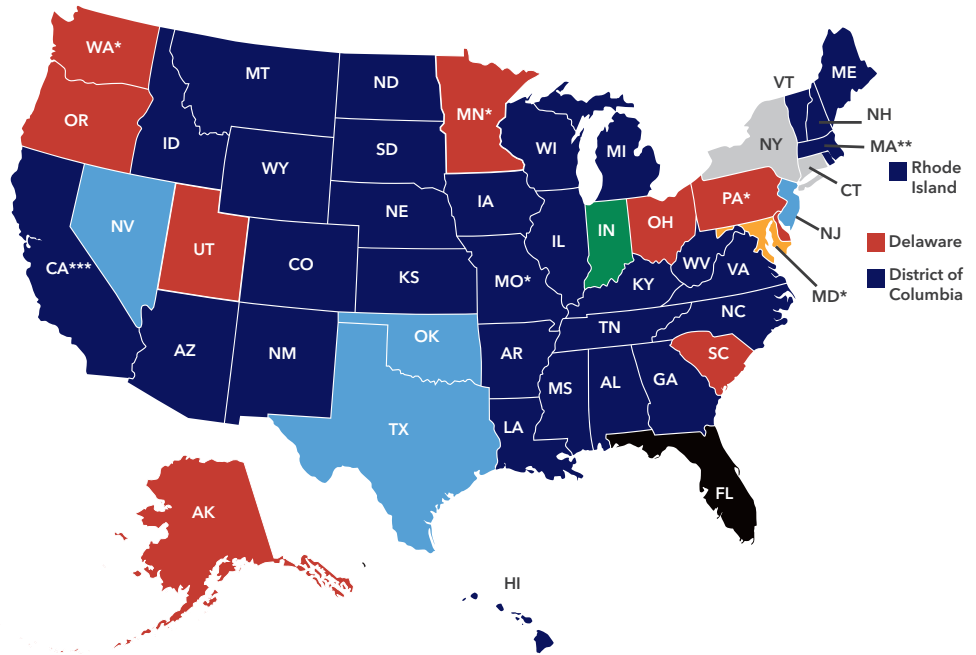 WA*
MT
ND
MN*
VT
ME
OR
ID
SD
WI
MI
NY
NH
MA**
WY
Rhode
Island
CT
NV
NE
IA
PA*
UT
IL
IN
OH
NJ
Delaware
CA***
CO
KS
MO*
KY
WV
VA
MD*
District of
Columbia
AZ
NM
OK
AR
TN
NC
SC
MS
AL
GA
TX
LA
FL
AK
HI